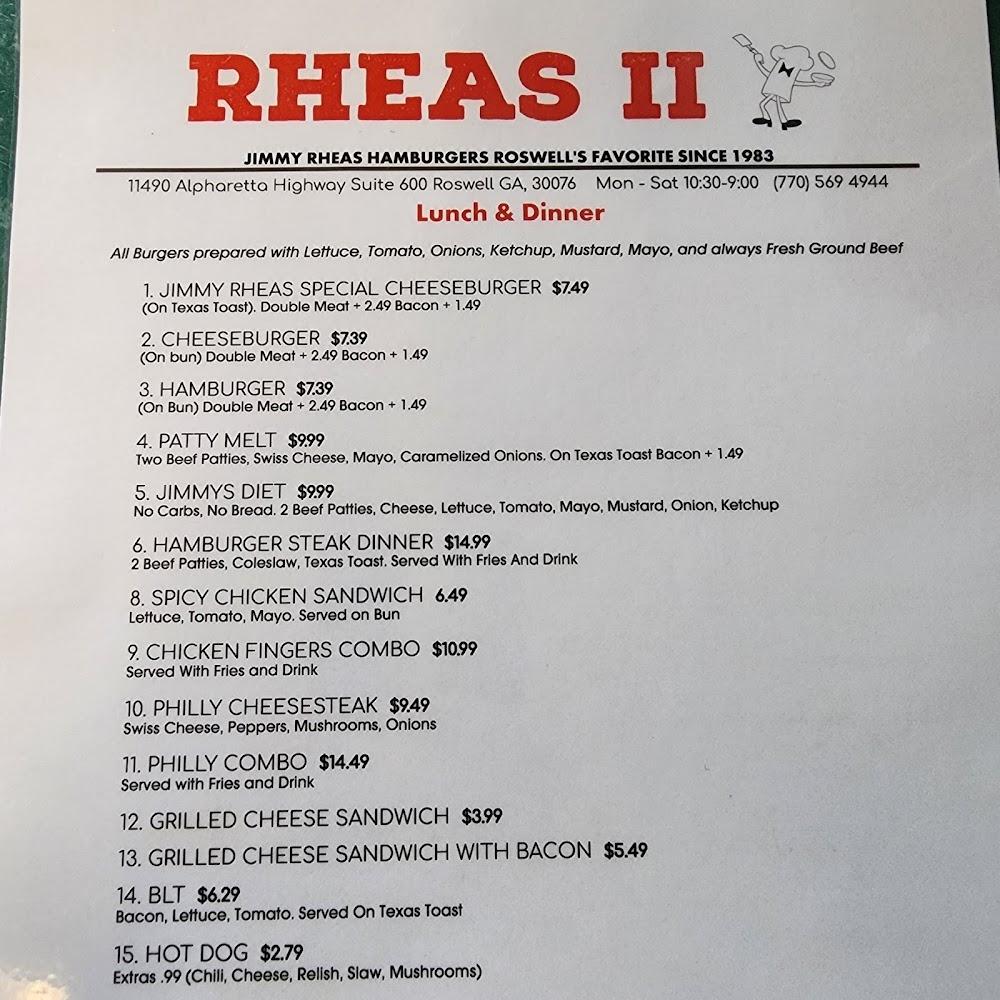 RHEAS II
JIMMY RHEAS HAMBURGERS ROSWELL'S FAVORITE SINCE 1983
11490 Alpharetta Highway Suite 600 Roswell GA, 30076 Mon - Sat 10:30-9:00 (770) 569 4944
Lunch & Dinner
All Burgers prepared with Lettuce, Tomato, Onions, Ketchup, Mustard, Mayo, and always Fresh Ground Beef
1. JIMMY RHEAS SPECIAL CHEESEBURGER $7.49
(On Texas Toast). Double Meat + 2.49 Bacon + 1.49
2. CHEESEBURGER $7.39
(On bun) Double Meat + 2.49 Bacon + 1.49
3. HAMBURGER $7.39
(On Bun) Double Meat + 2.49 Bacon + 1.49
4. PATTY MELT $9.99
Two Beef Patties, Swiss Cheese, Mayo, Caramelized Onions. On Texas Toast Bacon + 1.49
5. JIMMYS DIET $9.99
No Carbs, No Bread. 2 Beef Patties, Cheese, Lettuce, Tomato, Mayo, Mustard, Onion, Ketchup
6. HAMBURGER STEAK DINNER $14.99
2 Beef Patties, Coleslaw, Texas Toast. Served With Fries And Drink
8. SPICY CHICKEN SANDWICH 6.49
Lettuce, Tomato, Mayo. Served on Bun
9. CHICKEN FINGERS COMBO $10.99
Served With Fries and Drink
10. PHILLY CHEESESTEAK $9.49
Swiss Cheese, Peppers, Mushrooms, Onions
11. PHILLY COMBO $14.49
Served with Fries and Drink
12. GRILLED CHEESE SANDWICH $3.99
13. GRILLED CHEESE SANDWICH WITH BACON $5.49
14. BLT $6.29
Bacon, Lettuce, Tomato. Served On Texas Toast
15. HOT DOG $2.79
Extras .99 (Chili, Cheese, Relish, Slaw, Mushrooms)